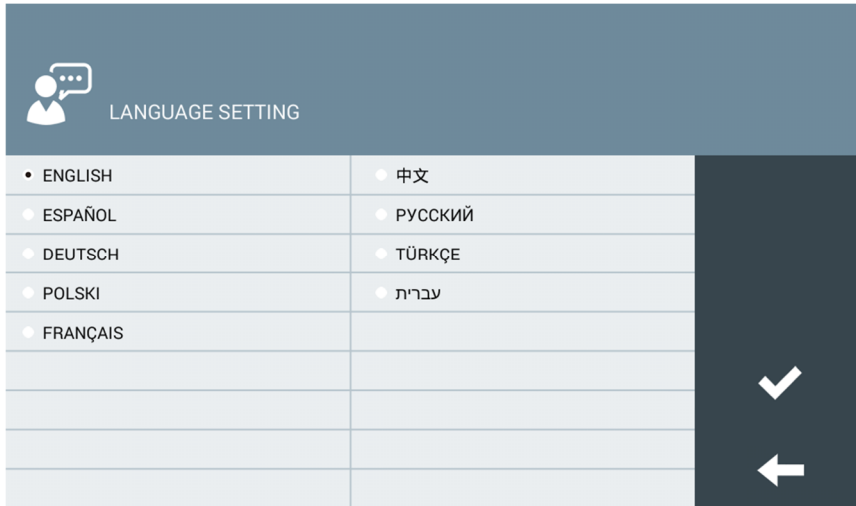 LANGUAGE SETTING
ENGLISH
ESPAÑOL
DEUTSCH
POLSKI
FRANÇAIS
中文
РУССКИЙ
TÜRKÇE
עברית